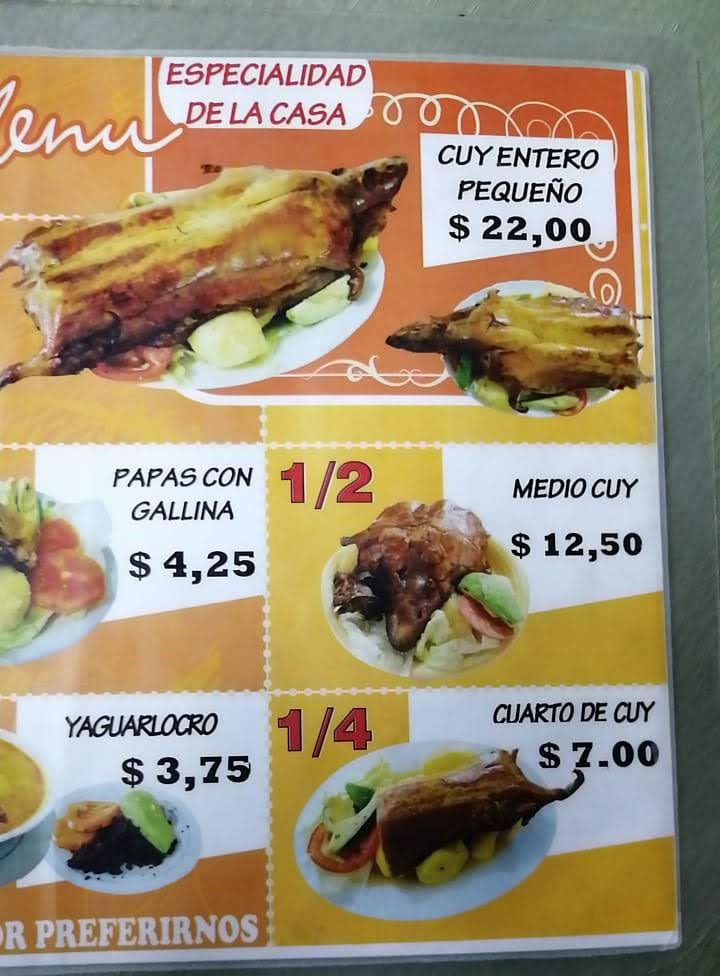 Menu
ESPECIALIDAD
DE LA CASA
CUY ENTERO
PEQUEÑO
$ 22,00
PAPAS CON
GALLINA
$ 4,25
1/2
MEDIO CUY
$ 12,50
YAGUARLOCRO
$ 3,75
1/4
CUARTO DE CUY
$ 7.00
OR PREFERIRNOS